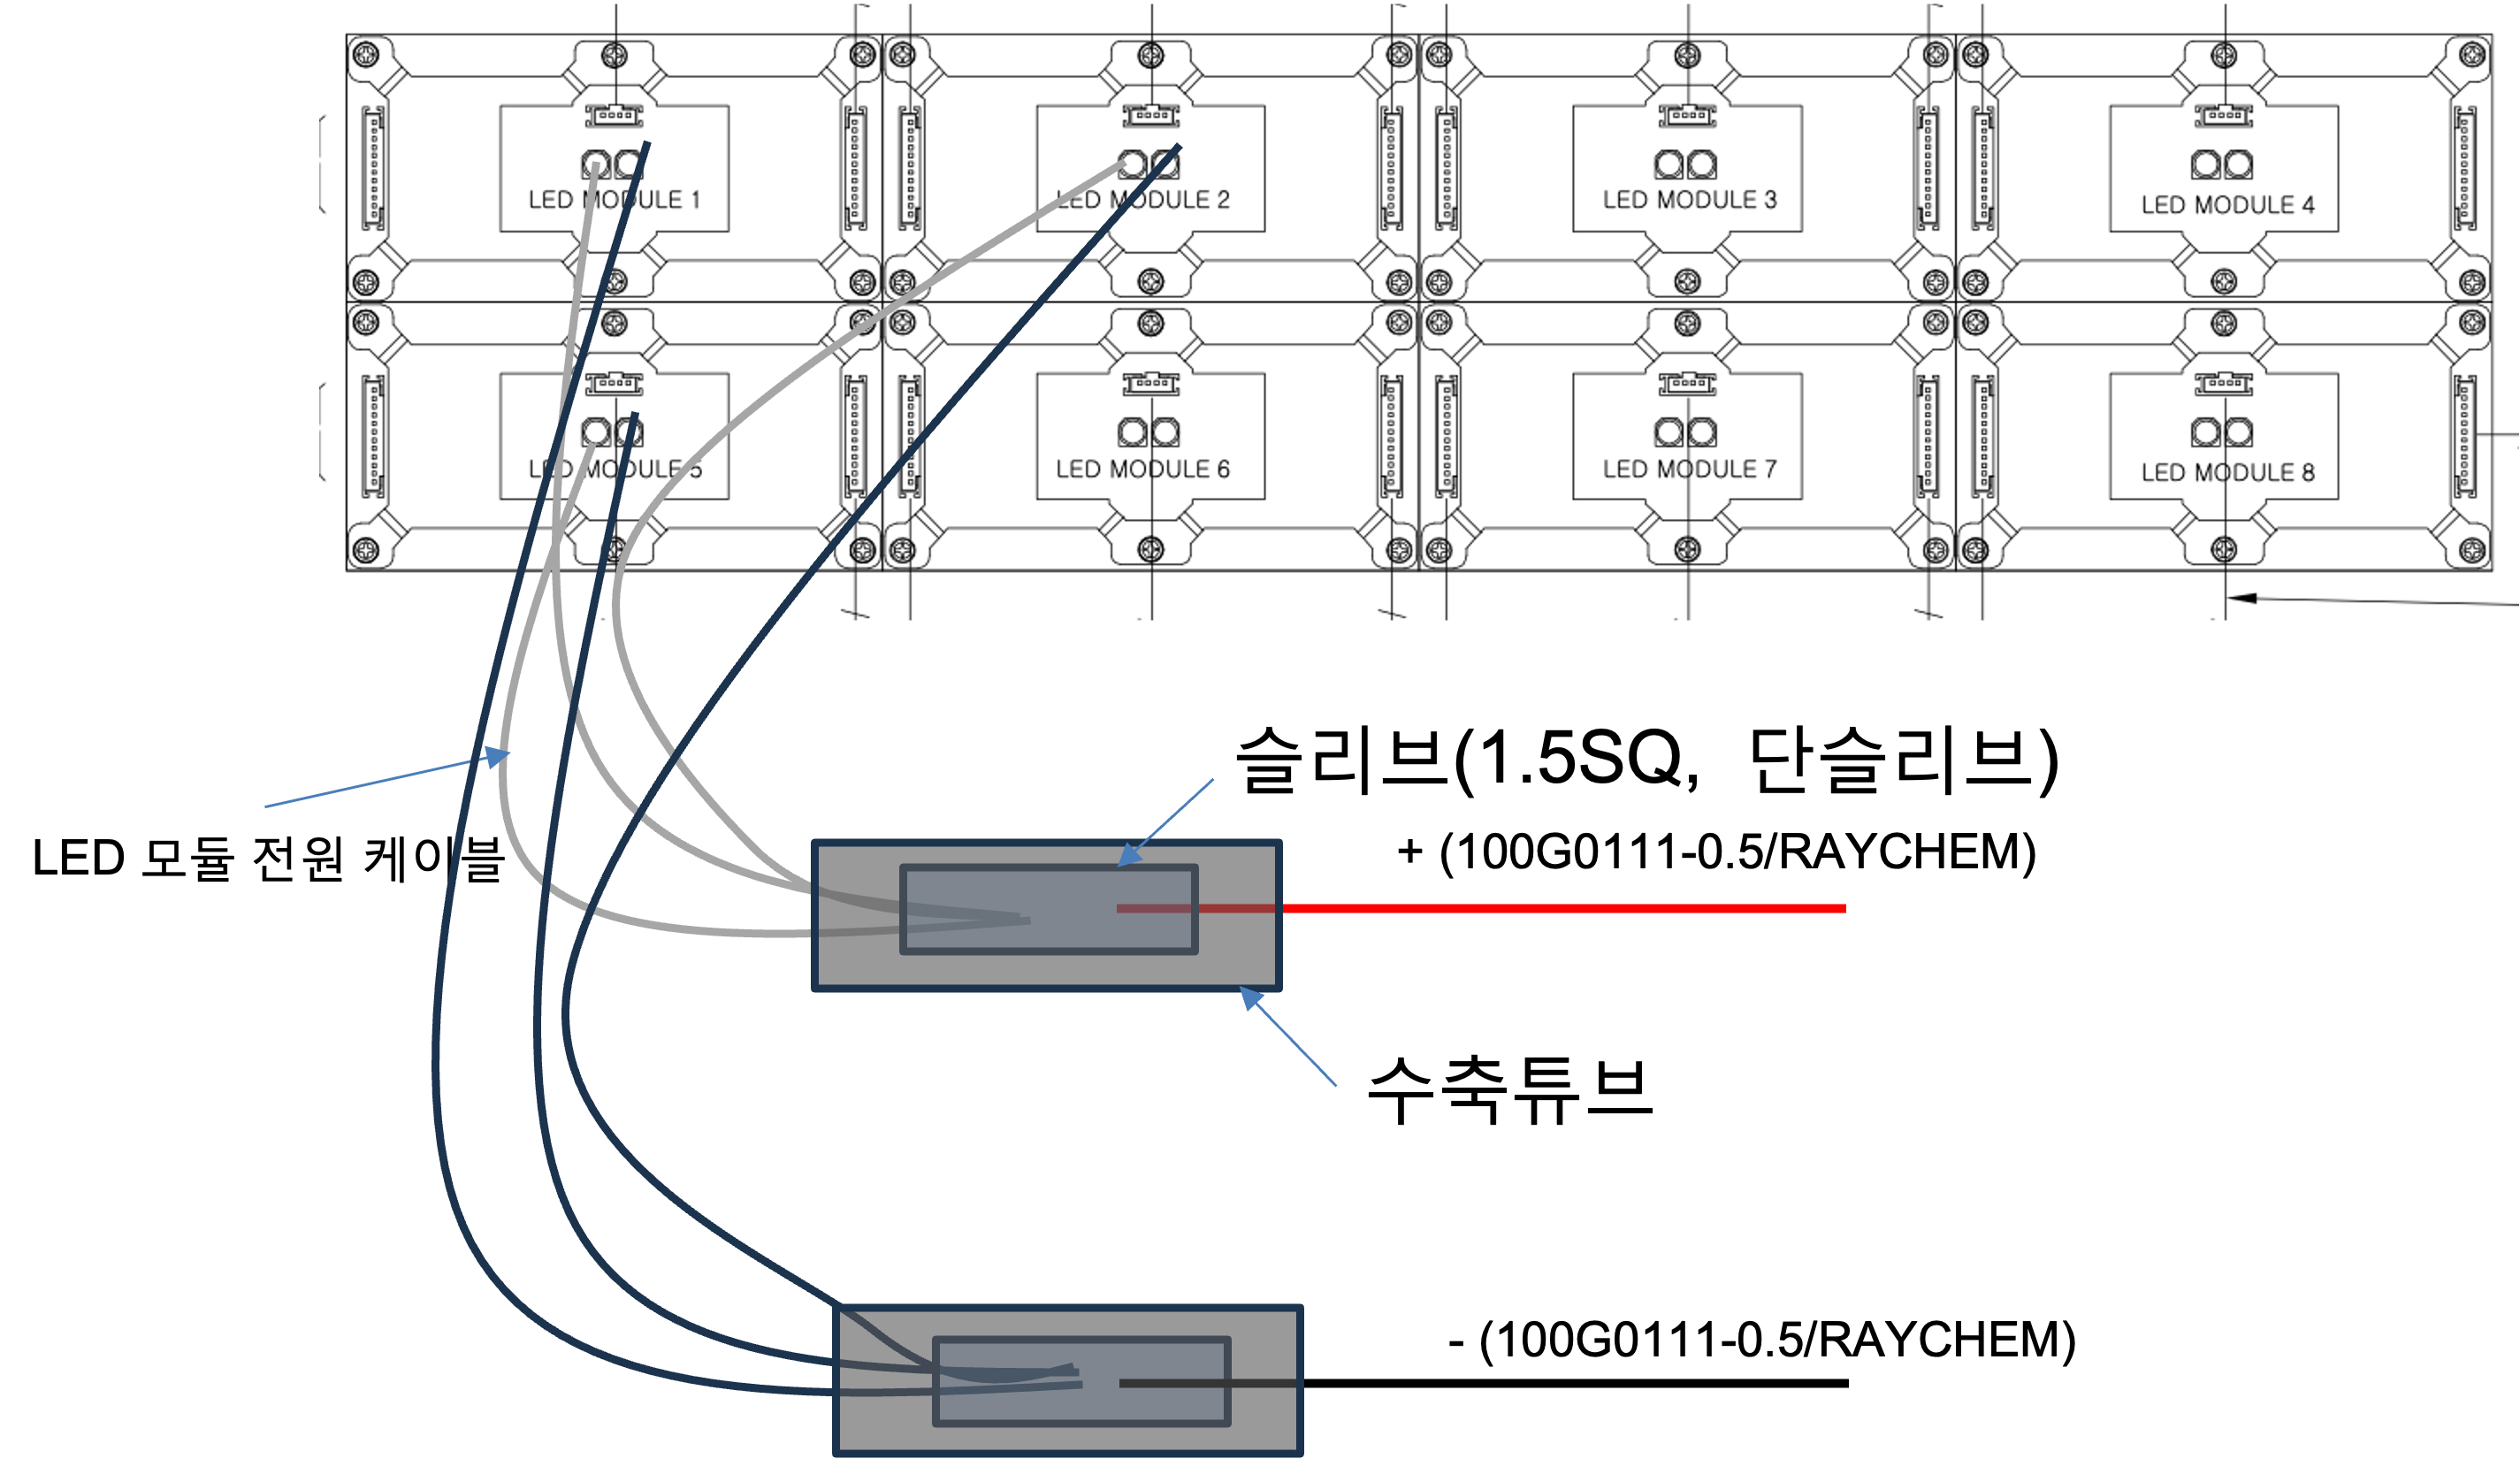 LED MODULE 1
LED MODULE 2
LED MODULE 3
LED MODULE 4
LED MODULE 5
LED MODULE 6
LED MODULE 7
LED MODULE 8
슬리브(1.5SQ, 단슬리브)
+ (100G0111-0.5/RAYCHEM)
LED 모듈 전원 케이블
수축튜브
- (100G0111-0.5/RAYCHEM)